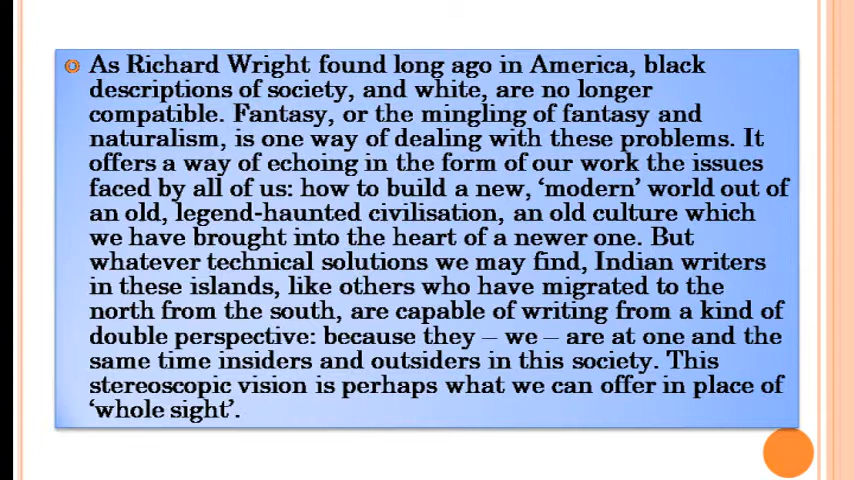 As Richard Wright found long ago in America, black
descriptions of society, and white, are no longer
compatible. Fantasy, or the mingling of fantasy and
naturalism, is one way of dealing with these problems. It
offers a way of echoing in the form of our work the issues
faced by all of us: how to build a new, ‘modern’ world out of
an old, legend-haunted civilisation, an old culture which
we have brought into the heart of a newer one. But
whatever technical solutions we may find, Indian writers
in these islands, like others who have migrated to the
north from the south, are capable of writing from a kind of
double perspective: because they – we – are at one and the
same time insiders and outsiders in this society. This
stereoscopic vision is perhaps what we can offer in place of
‘whole sight’.